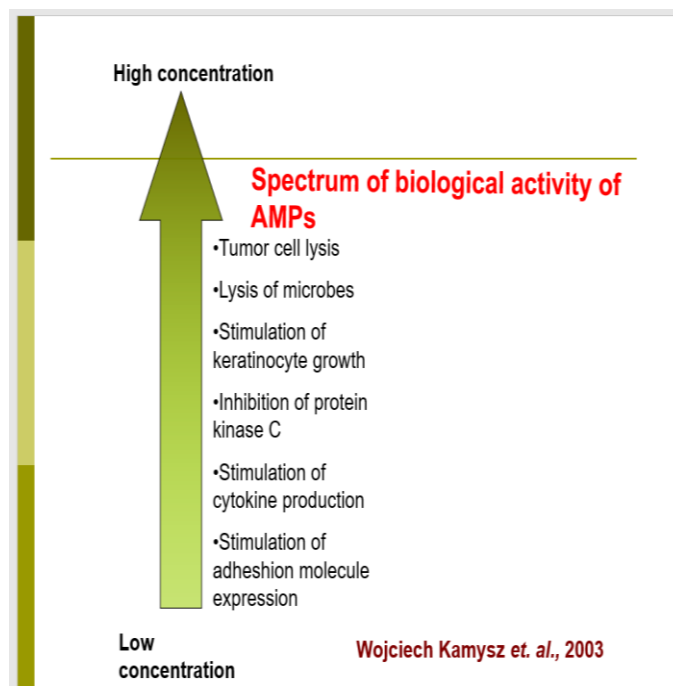 High concentration
Spectrum of biological activity of
AMPs
•Tumor cell lysis
•Lysis of microbes
•Stimulation of
keratinocyte growth
•Inhibition of protein
kinase C
•Stimulation of
cytokine production
•Stimulation of
adheshion molecule
expression
Low
concentration
Wojciech Kamysz et. al., 2003